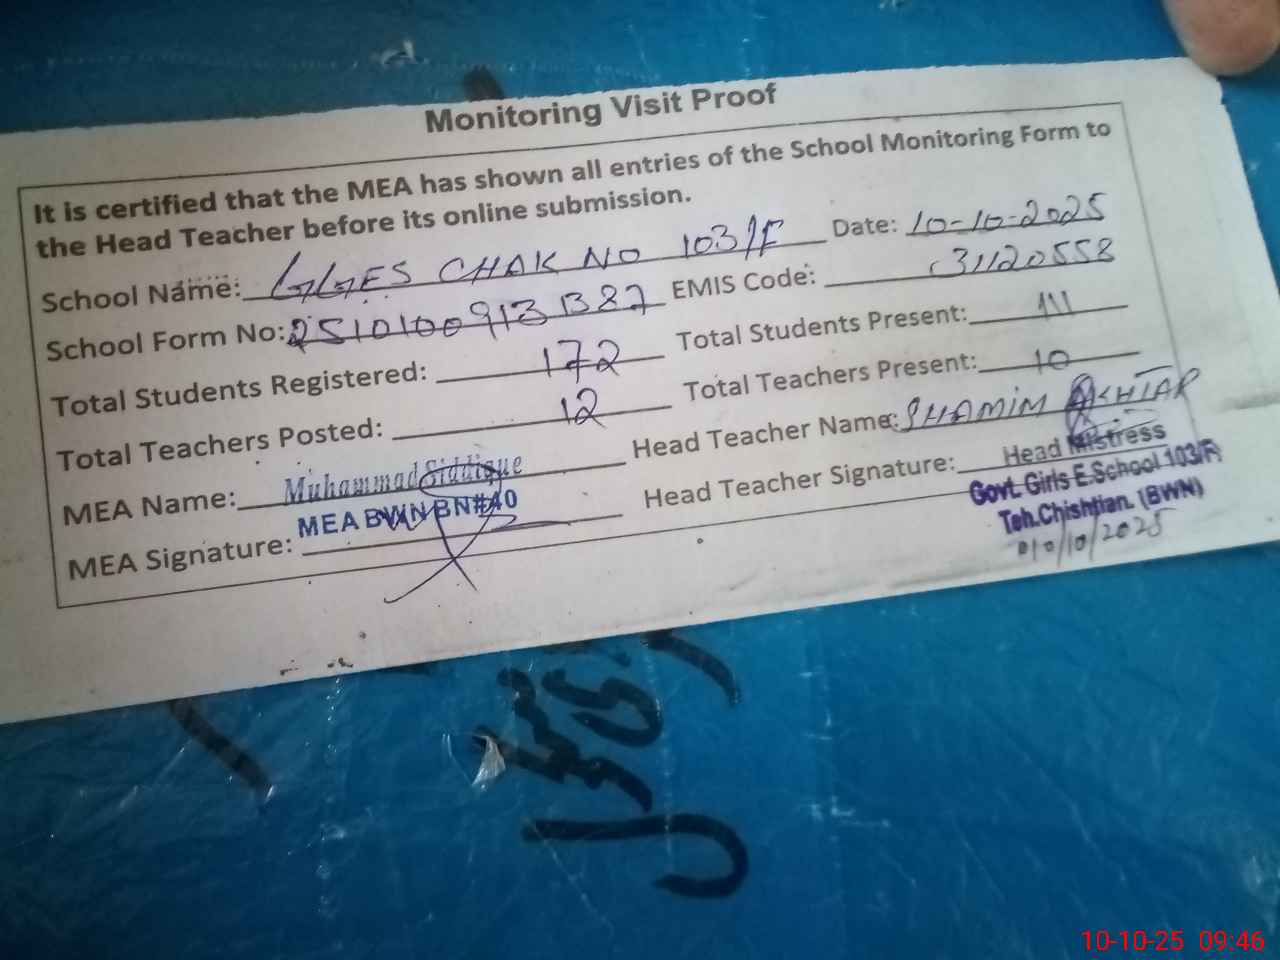 Monitoring Visit Proof
It is certified that the MEA has shown all entries of the School Monitoring Form to
the Head Teacher before its online submission.
School Name: GGES CHAK NO 103/F Date: 10-10-2025
School Form No: 25101009131387 EMIS Code: 31120558
Total Students Registered: 172 Total Students Present: 111
Total Teachers Posted: 12 Total Teachers Present: 10
MEA Name: Muhammad Siddique Head Teacher Name: SHAMIM AKHTAR
MEA Signature: MEA BWN BN#40 Head Teacher Signature: Head Mistress
Govt. Girls E.School 103/F
Teh.Chishtian. (BWN)
10/10/2025
10-10-25 09:46